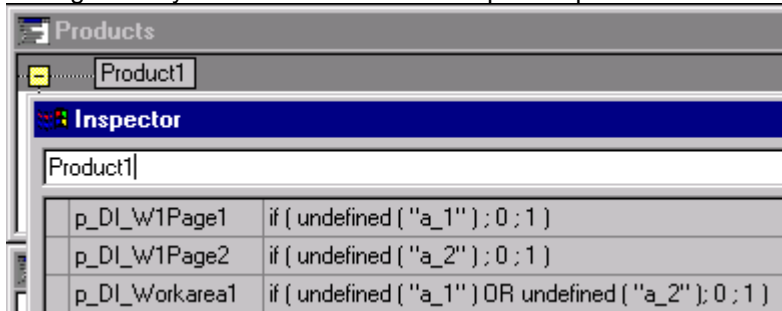 Products
Product1
Inspector
Product1
p_DI_W1Page1 if ( undefined ( "a_1" ) ; 0 ; 1 )
p_DI_W1Page2 if ( undefined ( "a_2" ) ; 0 ; 1 )
p_DI_Workarea1 if ( undefined ( "a_1" ) OR undefined ( "a_2" ); 0 ; 1 )